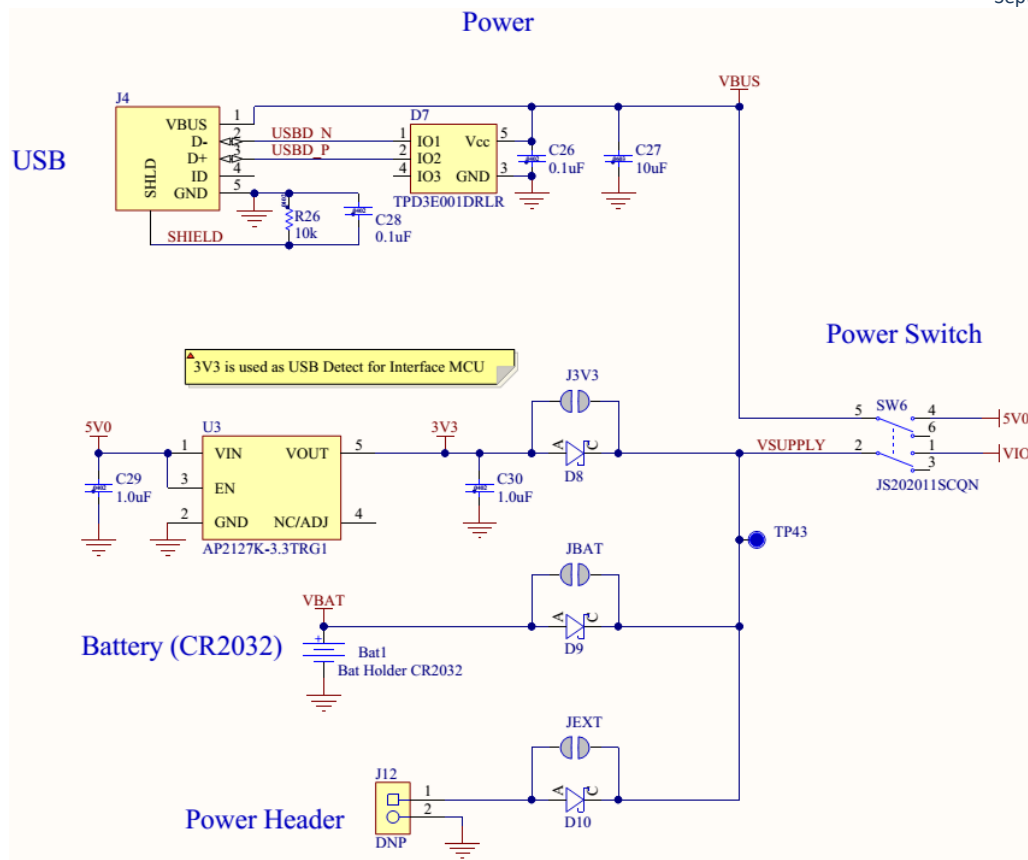 Sept
Power
VBUS
J4
D7
VBUS
1
D-
2
USBD_N
1
IO1
Vcc
5
D+
3
USBD_P
2
IO2
C26
C27
USB
ID
4
4
IO3
GND
3
0.1uF
10uF
SHLD
GND
5
TPD3E001DRLR
R26
C28
10k
0.1uF
SHIELD
Power Switch
3V3 is used as USB Detect for Interface MCU
J3V3
5
SW6
4
5V0
6
5V0
U3
3V3
1
VIN
VOUT
5
A
C
VSUPPLY
2
1
VIO
3
C29
C30
D8
JS202011SCQN
1.0uF
3
EN
1.0uF
2
GND
NC/ADJ
4
TP43
AP2127K-3.3TRG1
JBAT
VBAT
A
C
Battery (CR2032)
+
Bat1
D9
Bat Holder CR2032
JEXT
J12
1
A
C
Power Header
2
D10
DNP